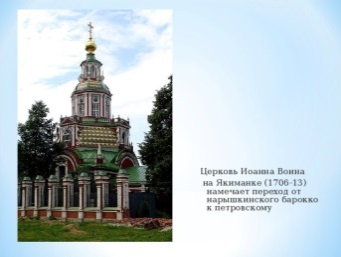 Церковь Иоанна Воина
на Якиманке (1706-13)
намечает переход от
нарышкинского барокко
к петровскому